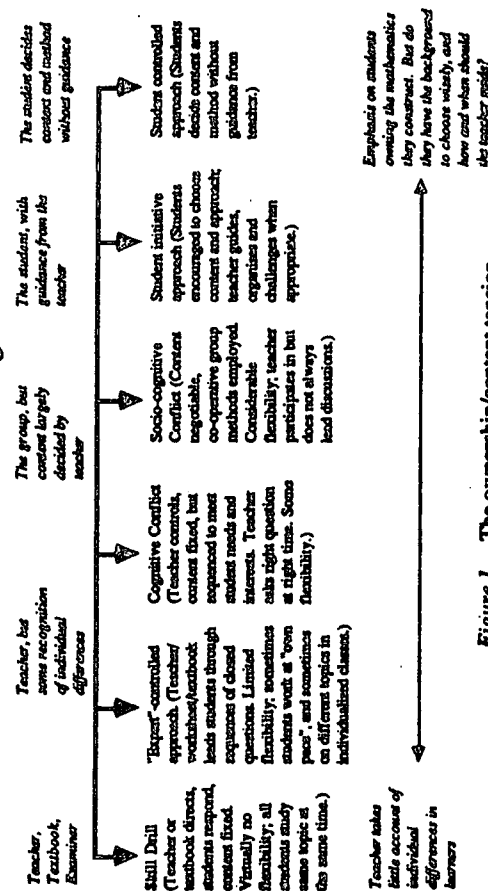 Teacher,
Textbook,
Examiner
Teacher, but
some recognition
of individual
differences
The group, but
content largely
decided by
teacher
The student, with
guidance from the
teacher
The student decides
content and method
without guidance
Skill Drill
(Teacher or
textbook directs,
students respond,
content fixed.
Virtually no
flexibility; all
students study
same topic at
the same time.)
"Expert"-controlled
approach. (Teacher/
worksheet/textbook
leads students through
sequences of closed
questions. Limited
flexibility; sometimes
students work at "own
pace", and sometimes
on different topics in
individualized classes.)
Cognitive Conflict
(Teacher controls,
content fixed, but
sequenced to meet
student needs and
interests. Teacher
asks right question
at right time. Some
flexibility.)
Socio-cognitive
Conflict (Content
negotiable,
co-operative group
methods employed.
Considerable
flexibility; teacher
participates in but
does not always
lead discussions.)
Student initiative
approach (Students
encouraged to choose
content and approach;
teacher guides,
organises and
challenges when
appropriate.)
Student controlled
approach (Students
decide content and
method without
guidance from
teacher.)
Teacher takes
little account of
individual
differences in
learners
Emphasis on students
owning the mathematics
they construct. But do
they have the background
to choose wisely, and
how and when should
the teacher guide?
Figure 1. The ownership/content tension